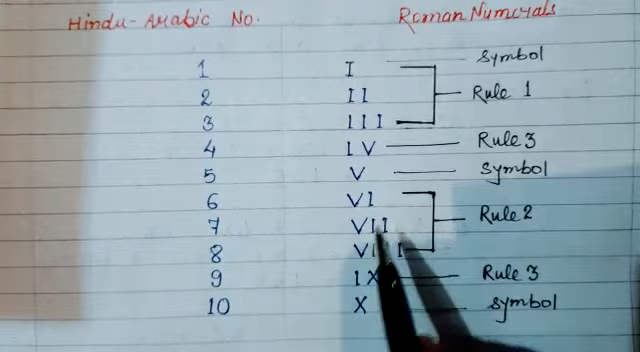 Hindu-Arabic No. Roman Numerals
1 I Symbol
2 II Rule 1
3 III
4 IV Rule 3
5 V Symbol
6 VI
7 VII Rule 2
8
9 IX Rule 3
10 X Symbol